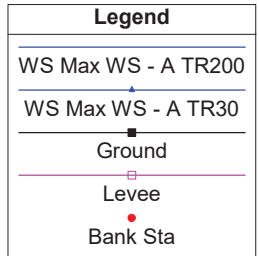 Legend
WS Max WS - A TR200
WS Max WS - A TR30
Ground
Levee
Bank Sta